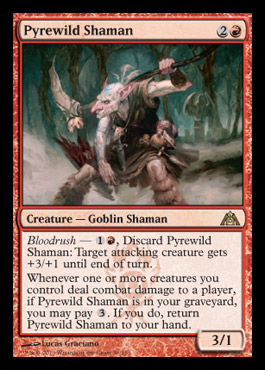 Pyrewild Shaman 2
Creature — Goblin Shaman
Bloodrush — 1, Discard Pyrewild
Shaman: Target attacking creature gets
+3/+1 until end of turn.
Whenever one or more creatures you
control deal combat damage to a player,
if Pyrewild Shaman is in your graveyard,
you may pay 3. If you do, return
Pyrewild Shaman to your hand.
Lucas Graciano
3/1